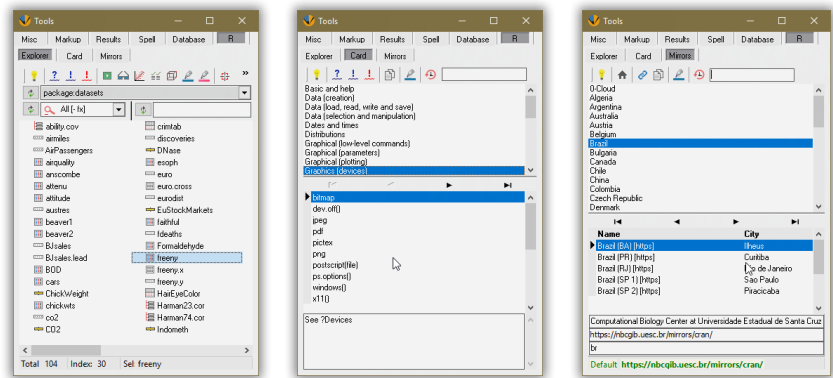 Tools
Misc Markup Results Spell Database R
Explorer Card Mirrors
package:datasets
All [- fx]
ability.cov crimtab
airmiles discoveries
AirPassengers DNase
airquality esoph
anscombe euro
attenu euro.cross
attitude eurodist
austres EuStockMarkets
beaver1 faithful
beaver2 fdeaths
BJsales Formaldehyde
BJsales.lead freeny
BOD freeny.x
cars freeny.y
ChickWeight HairEyeColor
chickwts Harman23.cor
co2 Harman74.cor
CO2 Indometh
Total 104 Index: 30 Sel: freeny
Tools
Misc Markup Results Spell Database R
Explorer Card Mirrors
Basic and help
Data (creation)
Data (load, read, write and save)
Data (selection and manipulation)
Dates and times
Distributions
Graphical (low-level commands)
Graphical (parameters)
Graphical (plotting)
Graphics (devices)
bitmap
dev.off()
jpeg
pdf
pictex
png
postscript(file)
ps.options()
windows()
x11()
See ?Devices
Tools
Misc Markup Results Spell Database R
Explorer Card Mirrors
0-Cloud
Algeria
Argentina
Australia
Austria
Belgium
Brazil
Bulgaria
Canada
Chile
China
Colombia
Czech Republic
Denmark
Name City
Brazil (BA) [https] Ilheus
Brazil (PR) [https] Curitiba
Brazil (RJ) [https] de Janeiro
Brazil (SP 1) [https] Sao Paulo
Brazil (SP 2) [https] Piracicaba
Computational Biology Center at Universidade Estadual de Santa Cruz
https://nbcgib.uesc.br/mirrors/cran/
br
Default https://nbcgib.uesc.br/mirrors/cran/